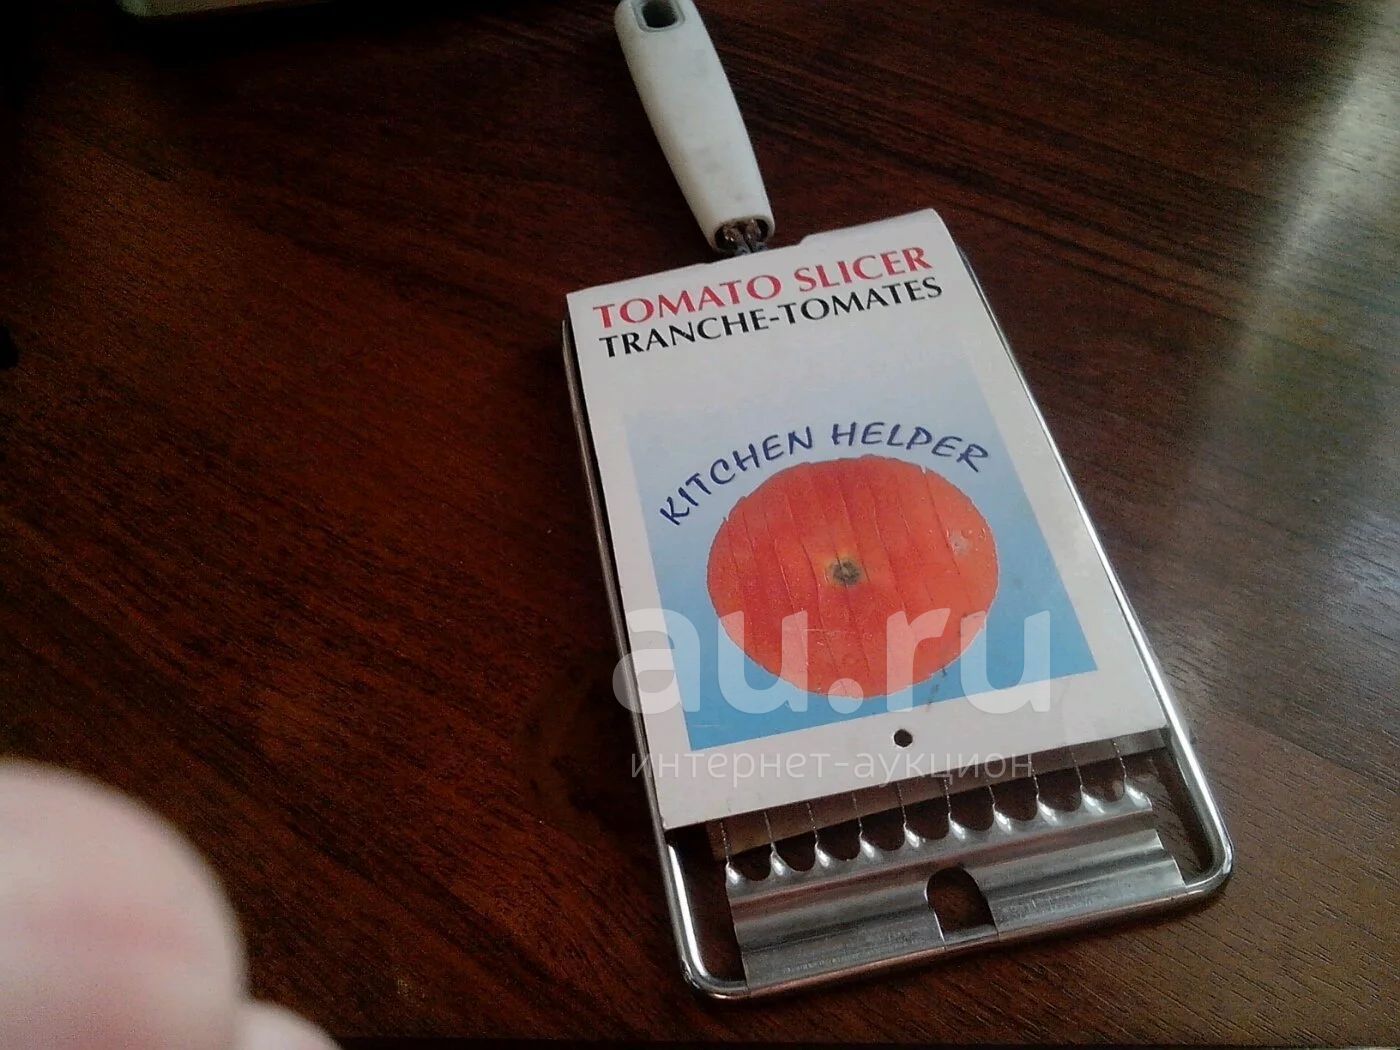 TOMATO SLICER
TRANCHE-TOMATES
KITCHEN HELPER
au.ru
интернет-аукцион